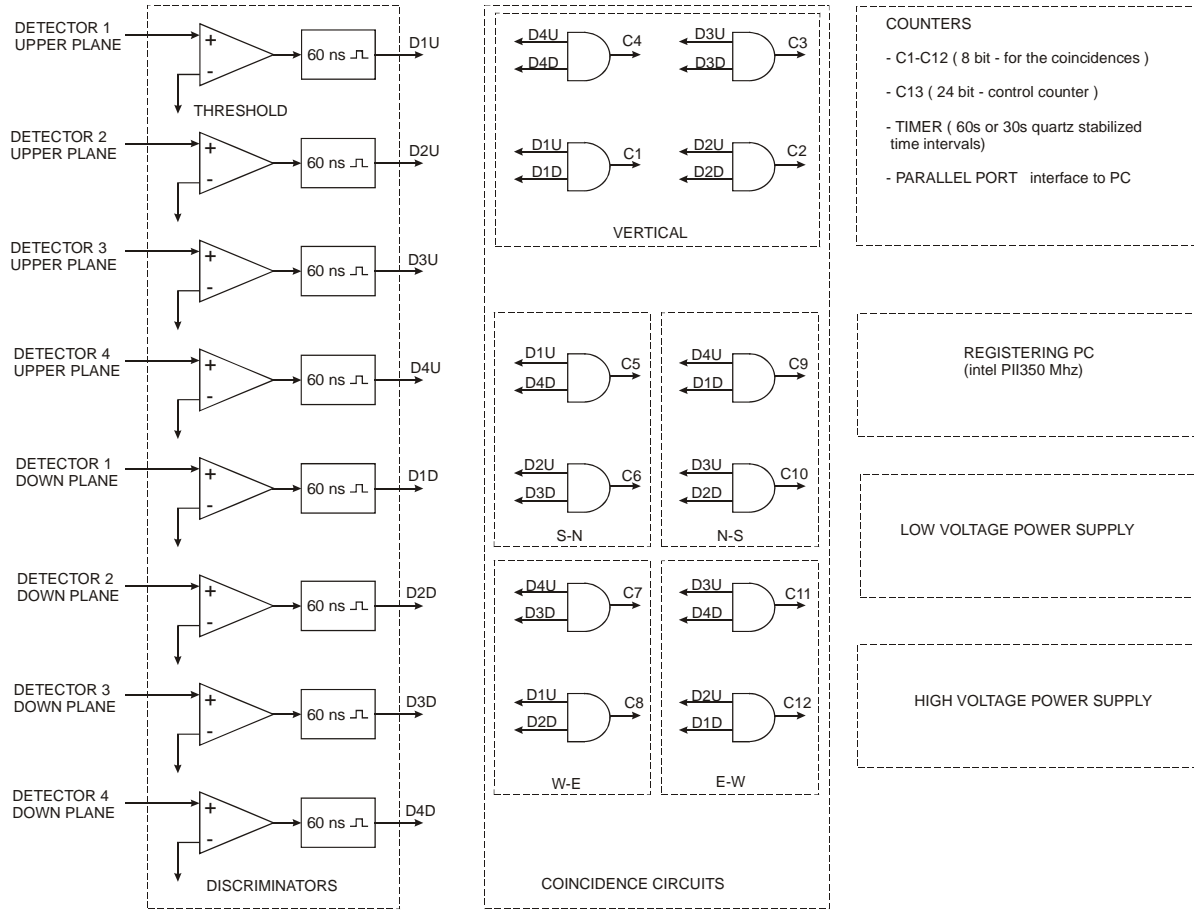 DETECTOR 1
UPPER PLANE
+
-
60 ns
D1U
THRESHOLD
DETECTOR 2
UPPER PLANE
+
-
60 ns
D2U
DETECTOR 3
UPPER PLANE
+
-
60 ns
D3U
DETECTOR 4
UPPER PLANE
+
-
60 ns
D4U
DETECTOR 1
DOWN PLANE
+
-
60 ns
D1D
DETECTOR 2
DOWN PLANE
+
-
60 ns
D2D
DETECTOR 3
DOWN PLANE
+
-
60 ns
D3D
DETECTOR 4
DOWN PLANE
+
-
60 ns
D4D
DISCRIMINATORS
D4U
D4D
C4
D3U
D3D
C3
D1U
D1D
C1
D2U
D2D
C2
VERTICAL
D1U
D4D
C5
D2U
D3D
C6
S-N
D4U
D1D
C9
D3U
D2D
C10
N-S
D4U
D3D
C7
D1U
D2D
C8
W-E
D3U
D4D
C11
D2U
D1D
C12
E-W
COINCIDENCE CIRCUITS
COUNTERS
- C1-C12 ( 8 bit - for the coincidences )
- C13 ( 24 bit - control counter )
- TIMER ( 60s or 30s quartz stabilized
time intervals)
- PARALLEL PORT interface to PC
REGISTERING PC
(intel PII350 Mhz)
LOW VOLTAGE POWER SUPPLY
HIGH VOLTAGE POWER SUPPLY